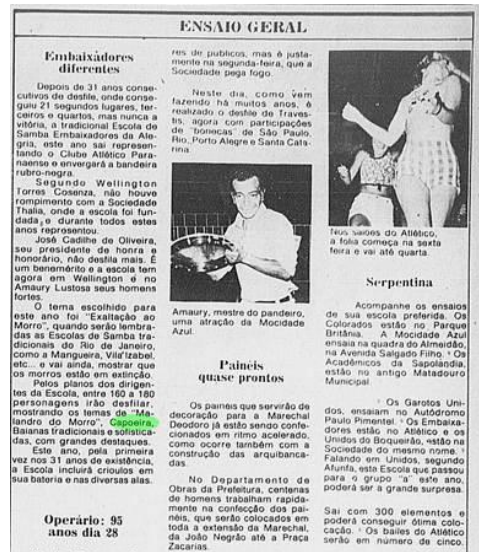 ENSAIO GERAL
Embaixadores
diferentes
Depois de 31 anos conse-
cutivos de desfile, onde conse-
guiu 21 segundos lugares, ter-
ceiros e quartos, mas nunca a
vitória, a tradicional Escola de
Samba Embaixadores da Ale-
gria, este ano sai represen-
tando o Clube Atlético Para-
naense e envergará a bandeira
rubro-negra.
Segundo Wellington
Torres Cosenza, não houve
rompimento com a Sociedade
Thalia, onde a escola foi fun-
dada, e durante todos estes
anos representou.
José Cadilhe de Oliveira,
seu presidente de honra e
honorário, não desfila mais. É
um benemérito e a escola tem
agora em Wellington e no
Amaury Lustosa seus homens
fortes.
O tema escolhido para
este ano foi "Exaltação ao
Morro", quando serão lembra-
das as Escolas de Samba tra-
dicionais do Rio de Janeiro,
como a Mangueira, Vila Izabel,
etc... e vai ainda, mostrar que
os morros estão em extinção.
Pelos planos dos dirigen-
tes da Escola, entre 160 a 180
personagens irão desfilar,
mostrando os temas de "Ma-
landro do Morro", Capoeira,
Baianas tradicionais e sofistica-
das, com grandes destaques.
Este ano, pela primeira
vez nos 31 anos de existência,
a Escola incluirá crioulos em
sua bateria e nas diversas alas.
Operário: 95
anos dia 28
res de publicos, mas é justa-
mente na segunda-feira, que a
Sociedade pega fogo.
Neste dia, como vem
fazendo há muitos anos, é
realizado o desfile de Traves-
tis, agora com participações
de "bonecas" de São Paulo,
Rio, Porto Alegre e Santa Cata-
rina.
Amaury, mestre do pandeiro,
uma atração da Mocidade
Azul.
Painéis
quase prontos
Os painéis que servirão de
decoração para a Marechal
Deodoro já estão sendo confe-
cionados em ritmo acelerado,
como ocorre também com a
construção das arquibanca-
das.
No Departamento de
Obras da Prefeitura, centenas
de homens trabalham rapida-
mente na confecção dos pai-
néis, que serão colocados em
toda a extensão da Marechal,
da João Negrão até a Praça
Zacarias.
Nos salões do Atlético,
a folia começa na sexta
feira e vai até quarta.
Serpentina
Acompanhe os ensaios
de sua escola preferida. Os
Colorados estão no Parque
Britânia. A Mocidade Azul
ensaia na quadra do Almeidão,
na Avenida Salgado Filho. Os
Acadêmicos da Sapolandia,
estão no antigo Matadouro
Municipal.
Os Garotos Uni-
dos, ensaiam no Autódromo
Paulo Pimentel. Os Embaixa-
dores estão no Atlético e os
Unidos do Boqueirão, estão na
Sociedade do mesmo nome.
Falando em Unidos, segundo
Afunfa, esta Escola que passou
para o grupo "a" este ano,
poderá ser a grande surpresa.
Sai com 300 elementos e
poderá conseguir ótima colo-
cação. Os bailes do Atlético
serão em número de cinco.